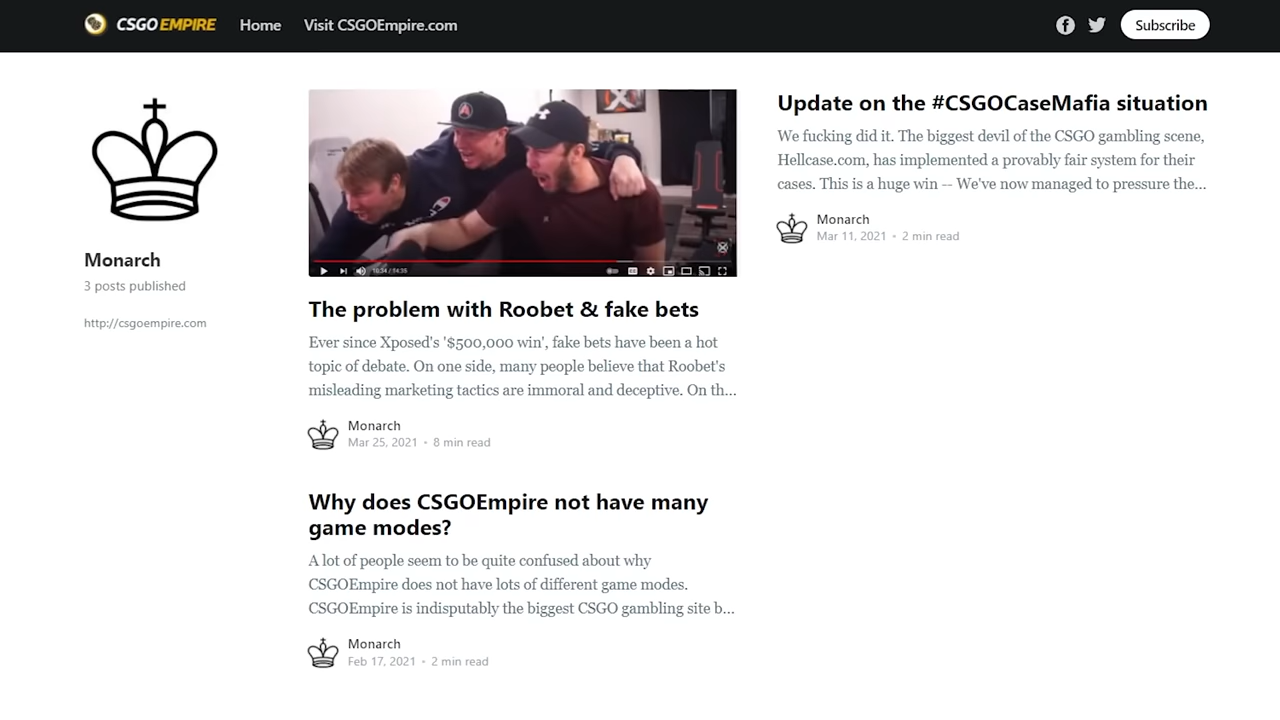 CSGOEMPIRE
Home
Visit CSGOEmpire.com
Subscribe
Monarch
3 posts published
http://csgoempire.com
10:34 / 14:35
The problem with Roobet & fake bets
Ever since Xposed's '$500,000 win', fake bets have been a hot
topic of debate. On one side, many people believe that Roobet's
misleading marketing tactics are immoral and deceptive. On th...
Monarch
Mar 25, 2021 • 8 min read
Why does CSGOEmpire not have many
game modes?
A lot of people seem to be quite confused about why
CSGOEmpire does not have lots of different game modes.
CSGOEmpire is indisputably the biggest CSGO gambling site b...
Monarch
Feb 17, 2021 • 2 min read
Update on the #CSGOCaseMafia situation
We fucking did it. The biggest devil of the CSGO gambling scene,
Hellcase.com, has implemented a provably fair system for their
cases. This is a huge win -- We've now managed to pressure the...
Monarch
Mar 11, 2021 • 2 min read